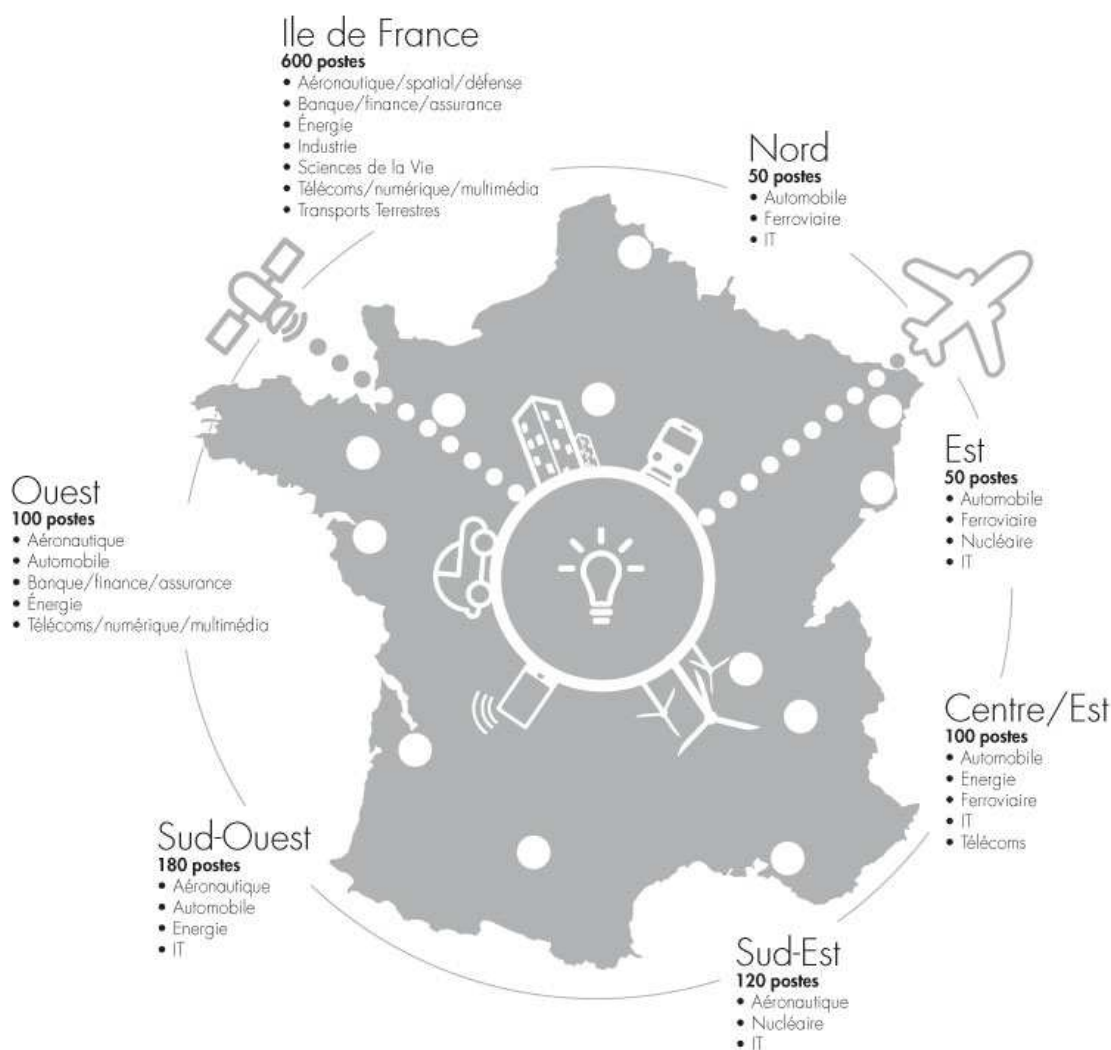 Ile de France
600 postes
• Aéronautique/spatial/défense
• Banque/finance/assurance
• Énergie
• Industrie
• Sciences de la Vie
• Télécoms/numérique/multimédia
• Transports Terrestres
Nord
50 postes
• Automobile
• Ferroviaire
• IT
Est
50 postes
• Automobile
• Ferroviaire
• Nucléaire
• IT
Ouest
100 postes
• Aéronautique
• Automobile
• Banque/finance/assurance
• Énergie
• Télécoms/numérique/multimédia
Centre/Est
100 postes
• Automobile
• Energie
• Ferroviaire
• IT
• Télécoms
Sud-Ouest
180 postes
• Aéronautique
• Automobile
• Energie
• IT
Sud-Est
120 postes
• Aéronautique
• Nucléaire
• IT